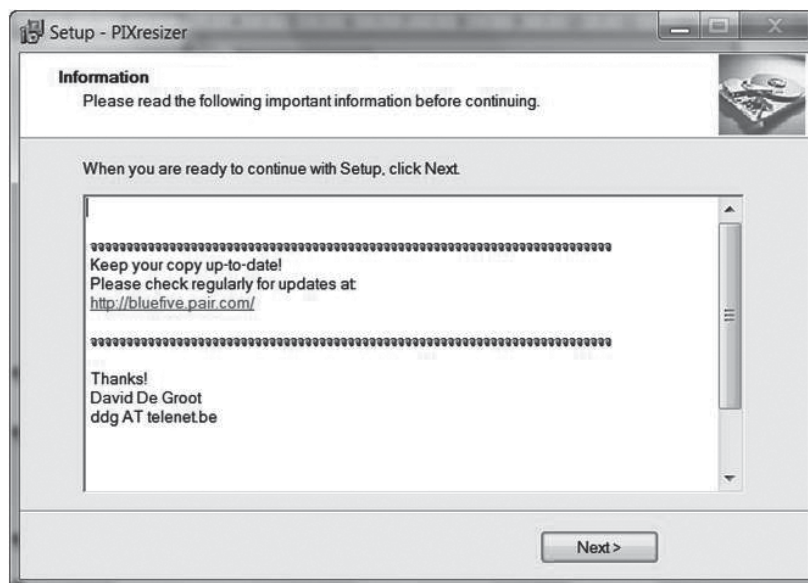 Setup - PIXresizer
Information
Please read the following important information before continuing.
When you are ready to continue with Setup, click Next.
Keep your copy up-to-date!
Please check regularly for updates at:
http://bluefive.pair.com/
Thanks!
David De Groot
ddg AT telenet.be
Next >